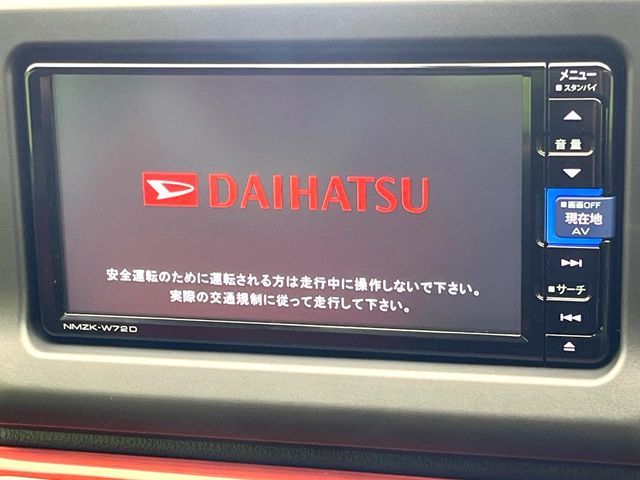 DAIHATSU
安全運転のために運転される方は走行中に操作しないで下さい。
実際の交通規制に従って走行して下さい。
NMZK-W72D
メニュー
スタンバイ
音量
画面OFF
現在地
AV
サーチ